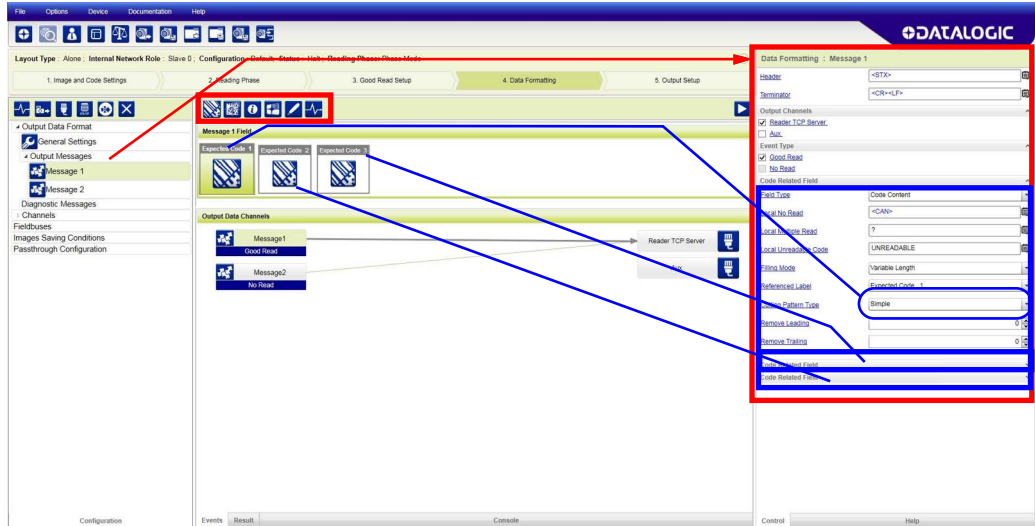 File Options Device Documentation Help
DATALOGIC
Layout Type : Alone ; Internal Network Role : Slave 0 ; Configuration : Default; Status : Halt ; Reading Phase: Phase Mode
1. Image and Code Settings 2. Reading Phase 3. Good Read Setup 4. Data Formatting 5. Output Setup
Output Data Format
General Settings
Output Messages
Message 1
Message 2
Diagnostic Messages
Channels
Fieldbuses
Images Saving Conditions
Passthrough Configuration
Configuration
Message 1 Field
Expected Code 1 Expected Code 2 Expected Code 3
Output Data Channels
Message1
Good Read
Message2
No Read
Reader TCP Server
Aux
Events Result Console
Data Formatting : Message 1
Header <STX>
Terminator <CR><LF>
Output Channels
Reader TCP Server
Aux
Event Type
Good Read
No Read
Code Related Field
Field Type Code Content
Local No Read <CAN>
Local Multiple Read ?
Local Unreadable Code UNREADABLE
Filling Mode Variable Length
Referenced Label Expected Code 1
Cutting Pattern Type Simple
Remove Leading 0
Remove Trailing 0
Code Related Field
Code Related Field
Control Help